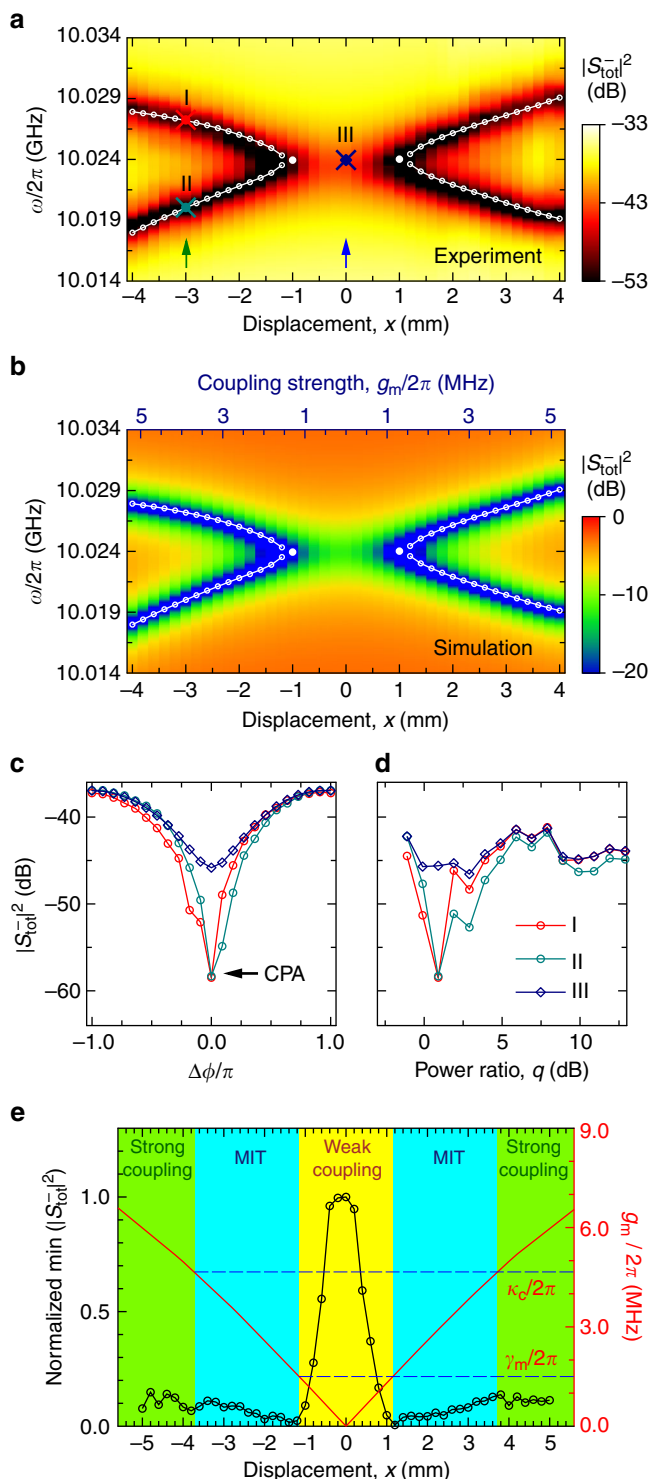 a
10.034
10.029
10.024
10.019
10.014
ω/2π (GHz)
I
II
III
Experiment
−4 −3 −2 −1 0 1 2 3 4
Displacement, x (mm)
|S⁻tot|²
(dB)
−33
−43
−53
b
Coupling strength, gm/2π (MHz)
5 3 1 1 3 5
10.034
10.029
10.024
10.019
10.014
ω/2π (GHz)
Simulation
−4 −3 −2 −1 0 1 2 3 4
Displacement, x (mm)
|S⁻tot|²
(dB)
0
−10
−20
c
−40
−50
−60
|S⁻tot|² (dB)
CPA
−1.0 0.0 1.0
Δϕ/π
d
I
II
III
0 5 10
Power ratio, q (dB)
e
Strong
coupling
MIT
Weak
coupling
MIT
Strong
coupling
1.0
0.5
0.0
Normalized min (|S⁻tot|²)
κc/2π
γm/2π
9.0
6.0
3.0
0.0
gm / 2π (MHz)
−5 −4 −3 −2 −1 0 1 2 3 4 5
Displacement, x (mm)